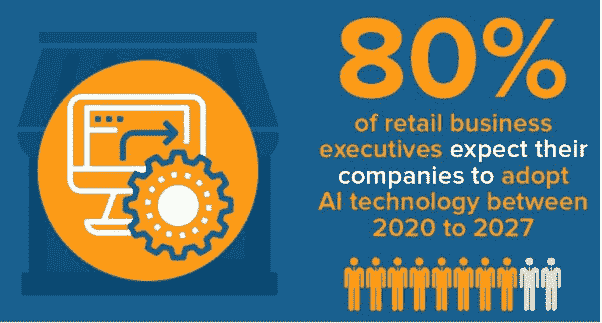 80%
of retail business
executives expect their
companies to adopt
AI technology between
2020 to 2027